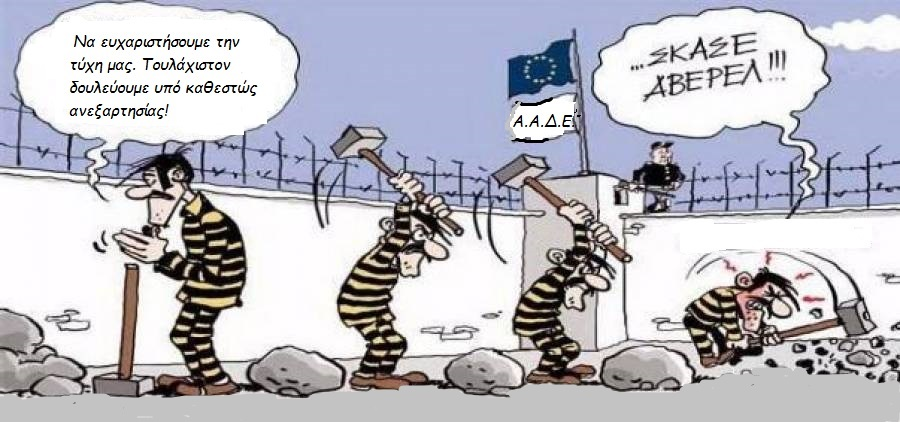 Να ευχαριστήσουμε την
τύχη μας. Τουλάχιστον
δουλεύουμε υπό καθεστώς
ανεξαρτησίας!
...ΣΚΑΣΕ
ΑΒΕΡΕΛ!!!
Α.Α.Δ.Ε.